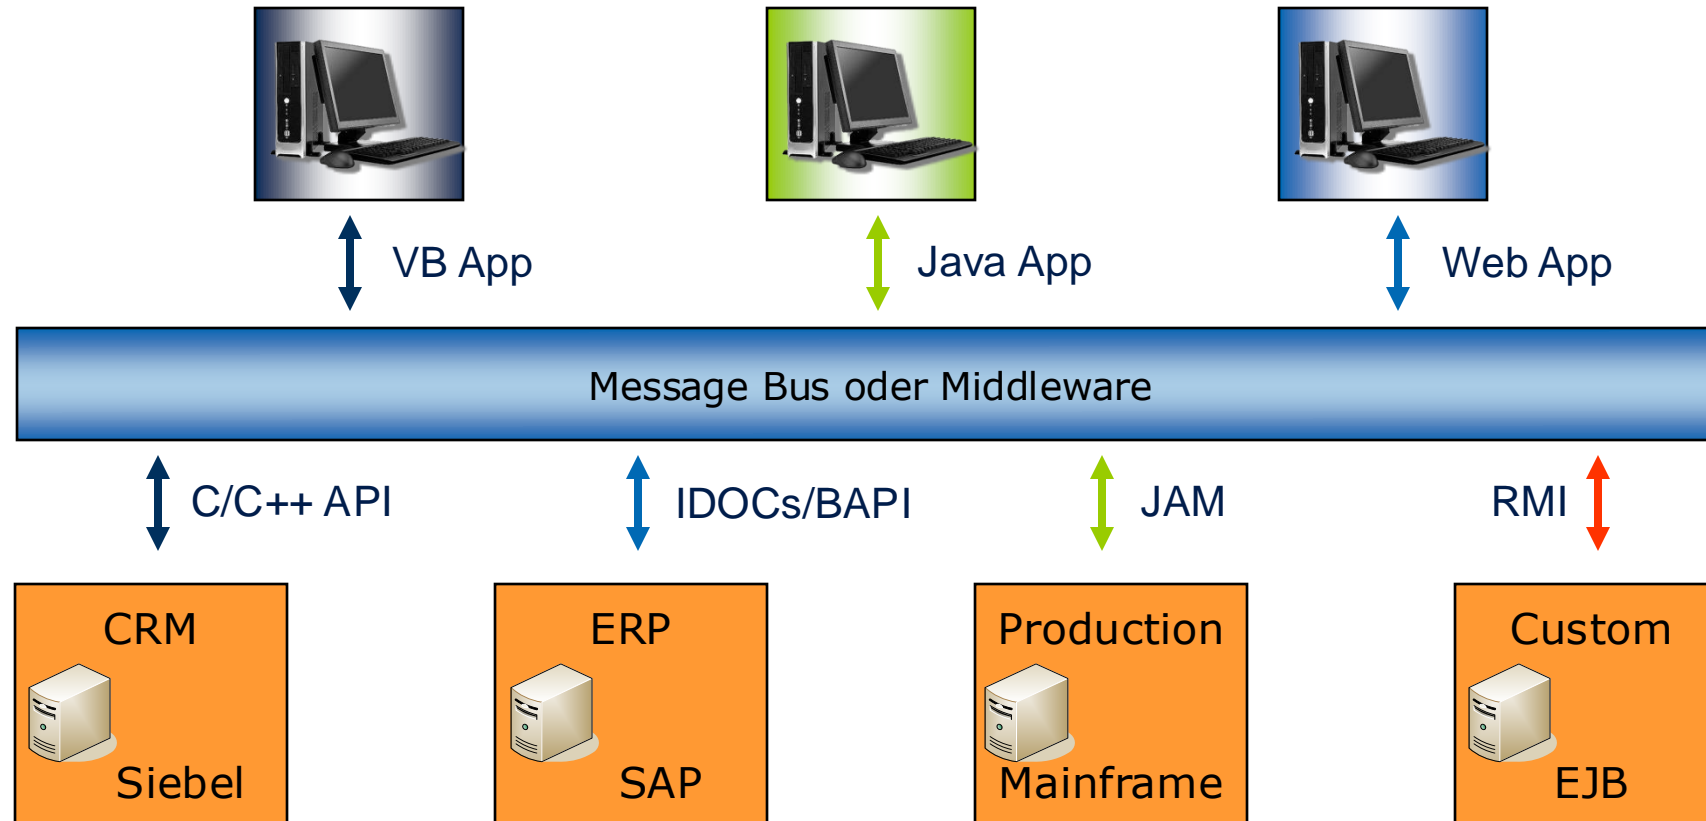 VB App
Java App
Web App
Message Bus oder Middleware
C/C++ API
IDOCs/BAPI
JAM
RMI
CRM
Siebel
ERP
SAP
Production
Mainframe
Custom
EJB